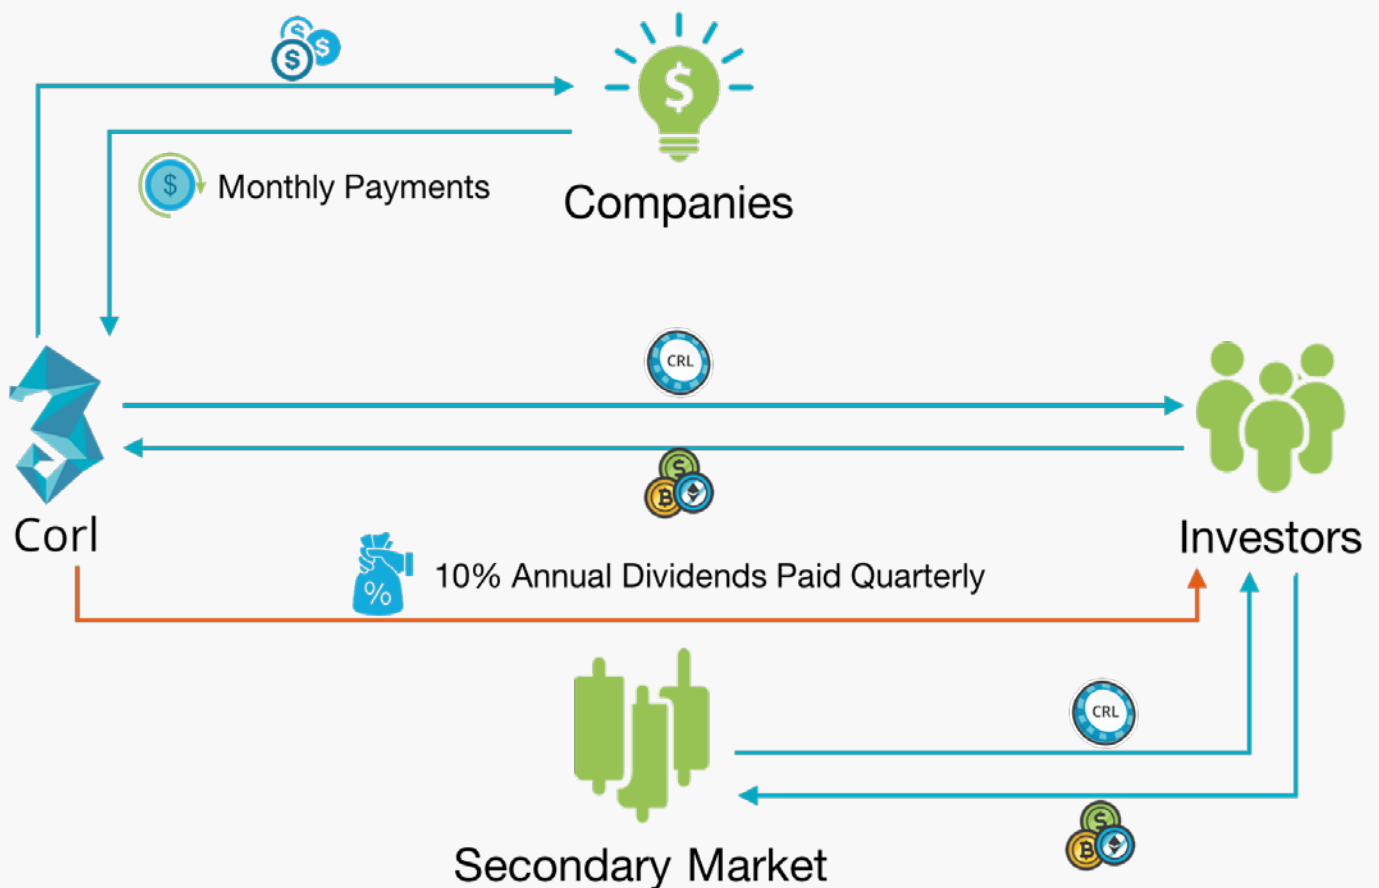 $ $ $
$
$ Monthly Payments
Companies
CRL
$
Corl
Investors
% 10% Annual Dividends Paid Quarterly
CRL
$
Secondary Market